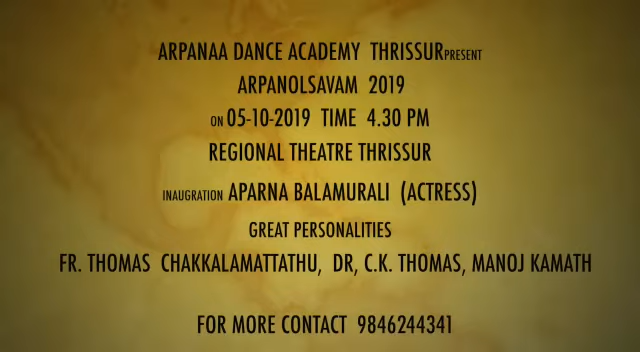 ARPANAA DANCE ACADEMY THRISSURPRESENT
ARPANOLSAVAM 2019
ON 05-10-2019 TIME 4.30 PM
REGIONAL THEATRE THRISSUR
INAUGRATION APARNA BALAMURALI (ACTRESS)
GREAT PERSONALITIES
FR. THOMAS CHAKKALAMATTATHU, DR, C.K. THOMAS, MANOJ KAMATH
FOR MORE CONTACT 9846244341